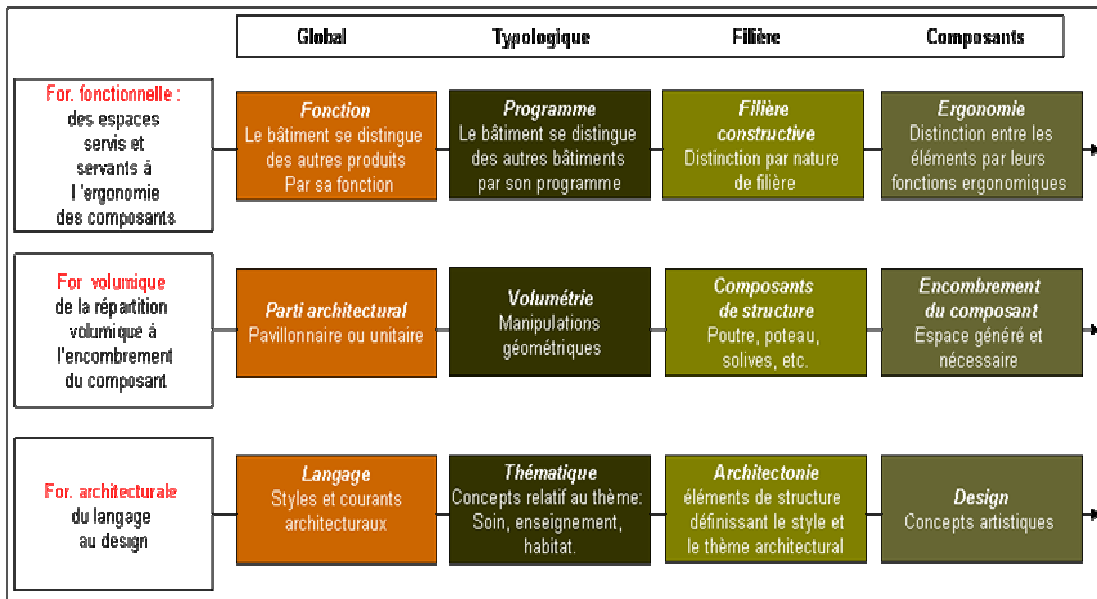 Global
Typologique
Filière
Composants
For. fonctionnelle :
des espaces
servis et
servants à
l 'ergonomie
des composants
Fonction
Le bâtiment se distingue
des autres produits
Par sa fonction
Programme
Le bâtiment se distingue
des autres bâtiments
par son programme
Filière
constructive
Distinction par nature
de filière
Ergonomie
Distinction entre les
éléments par leurs
fonctions ergonomiques
For. volumique
de la répartition
volumique à
l'encombrement
du composant
Parti architectural
Pavillonnaire ou unitaire
Volumétrie
Manipulations
géométriques
Composants
de structure
Poutre, poteau,
solives, etc.
Encombrement
du composant
Espace généré et
nécessaire
For. architecturale
du langage
au design
Langage
Styles et courants
architecturaux
Thématique
Concepts relatif au thème:
Soin, enseignement,
habitat.
Architectonie
éléments de structure
définissant le style et
le thème architectural
Design
Concepts artistiques